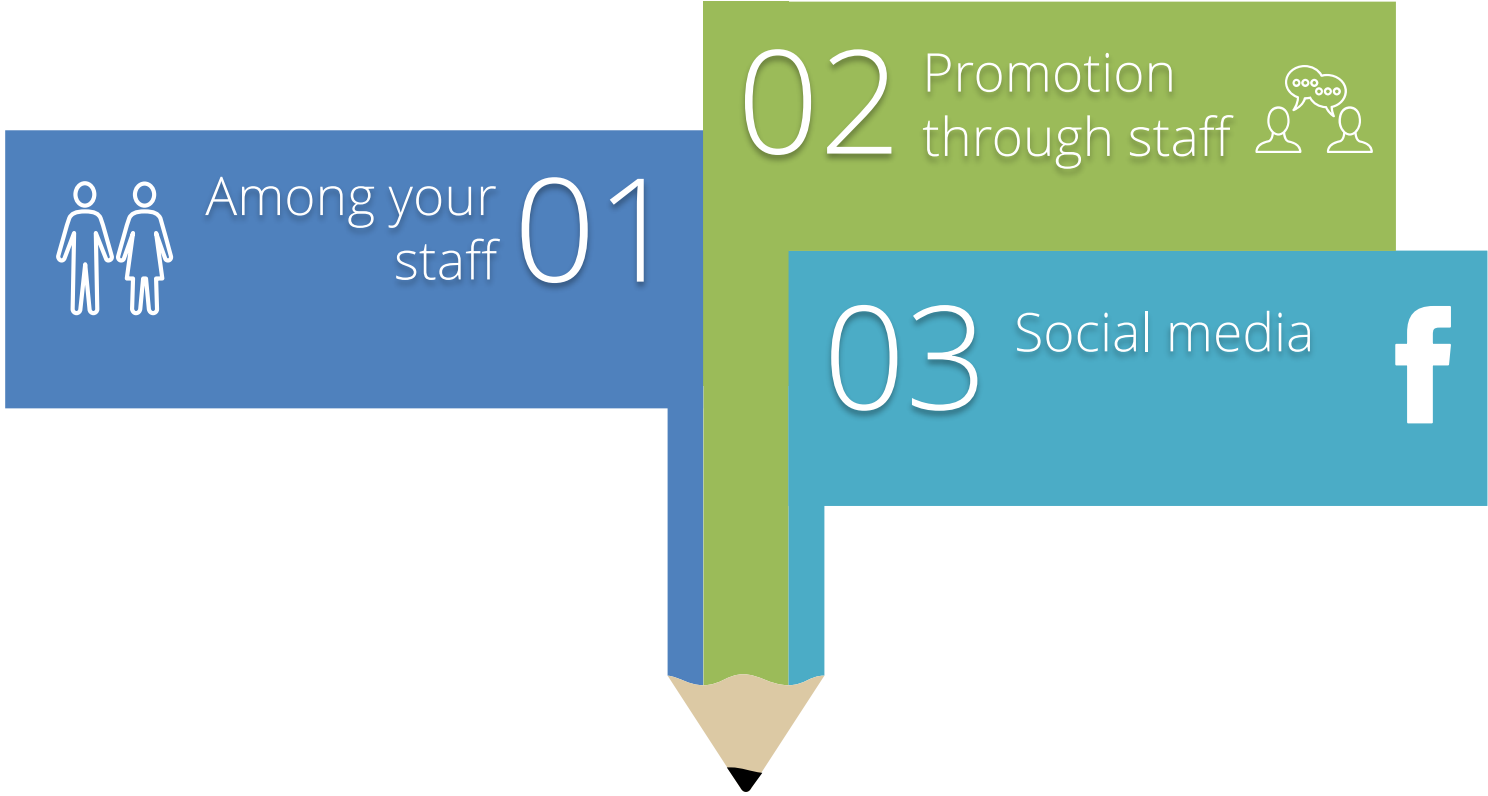 Among your
staff
01
02
Promotion
through staff
03
Social media